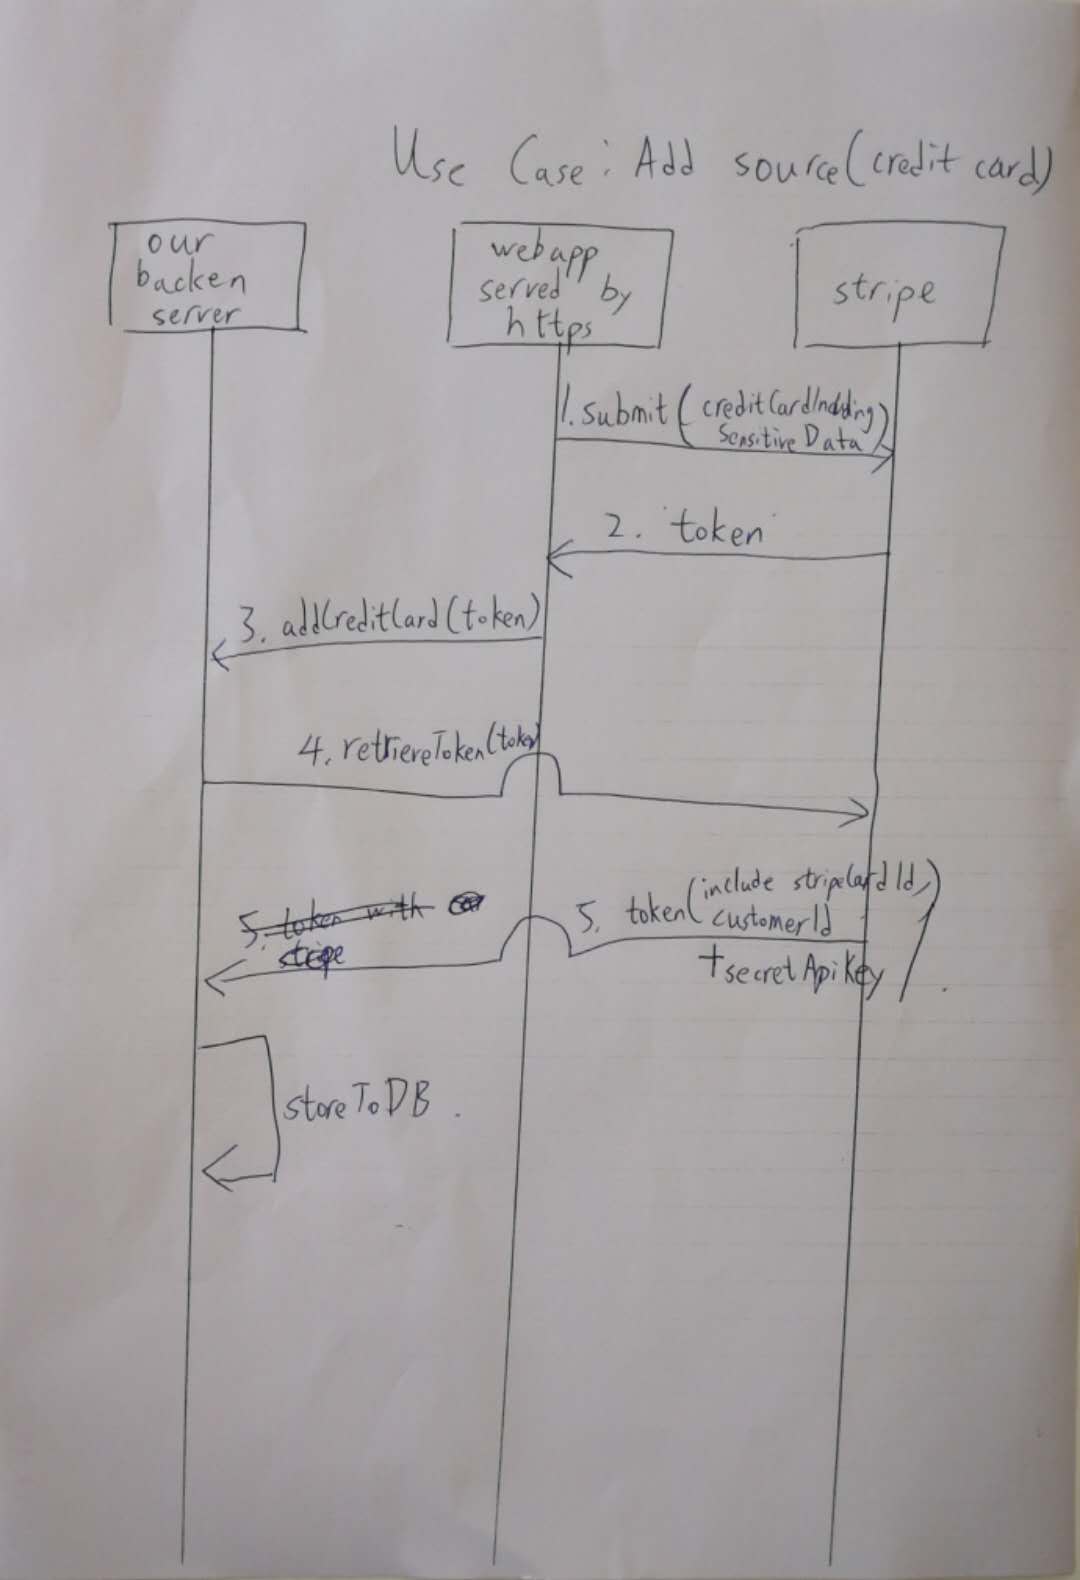 Use Case: Add source (credit card)
our
backen
server
webapp
served by
https
stripe
1. submit (creditCardIncluding
Sensitive Data)
2. token
3. addCreditCard (token)
4. retrieveToken (token
5. token with
stripe
5. token (include stripeCardId,
customerId
+ secretApiKey
)
storeToDB.